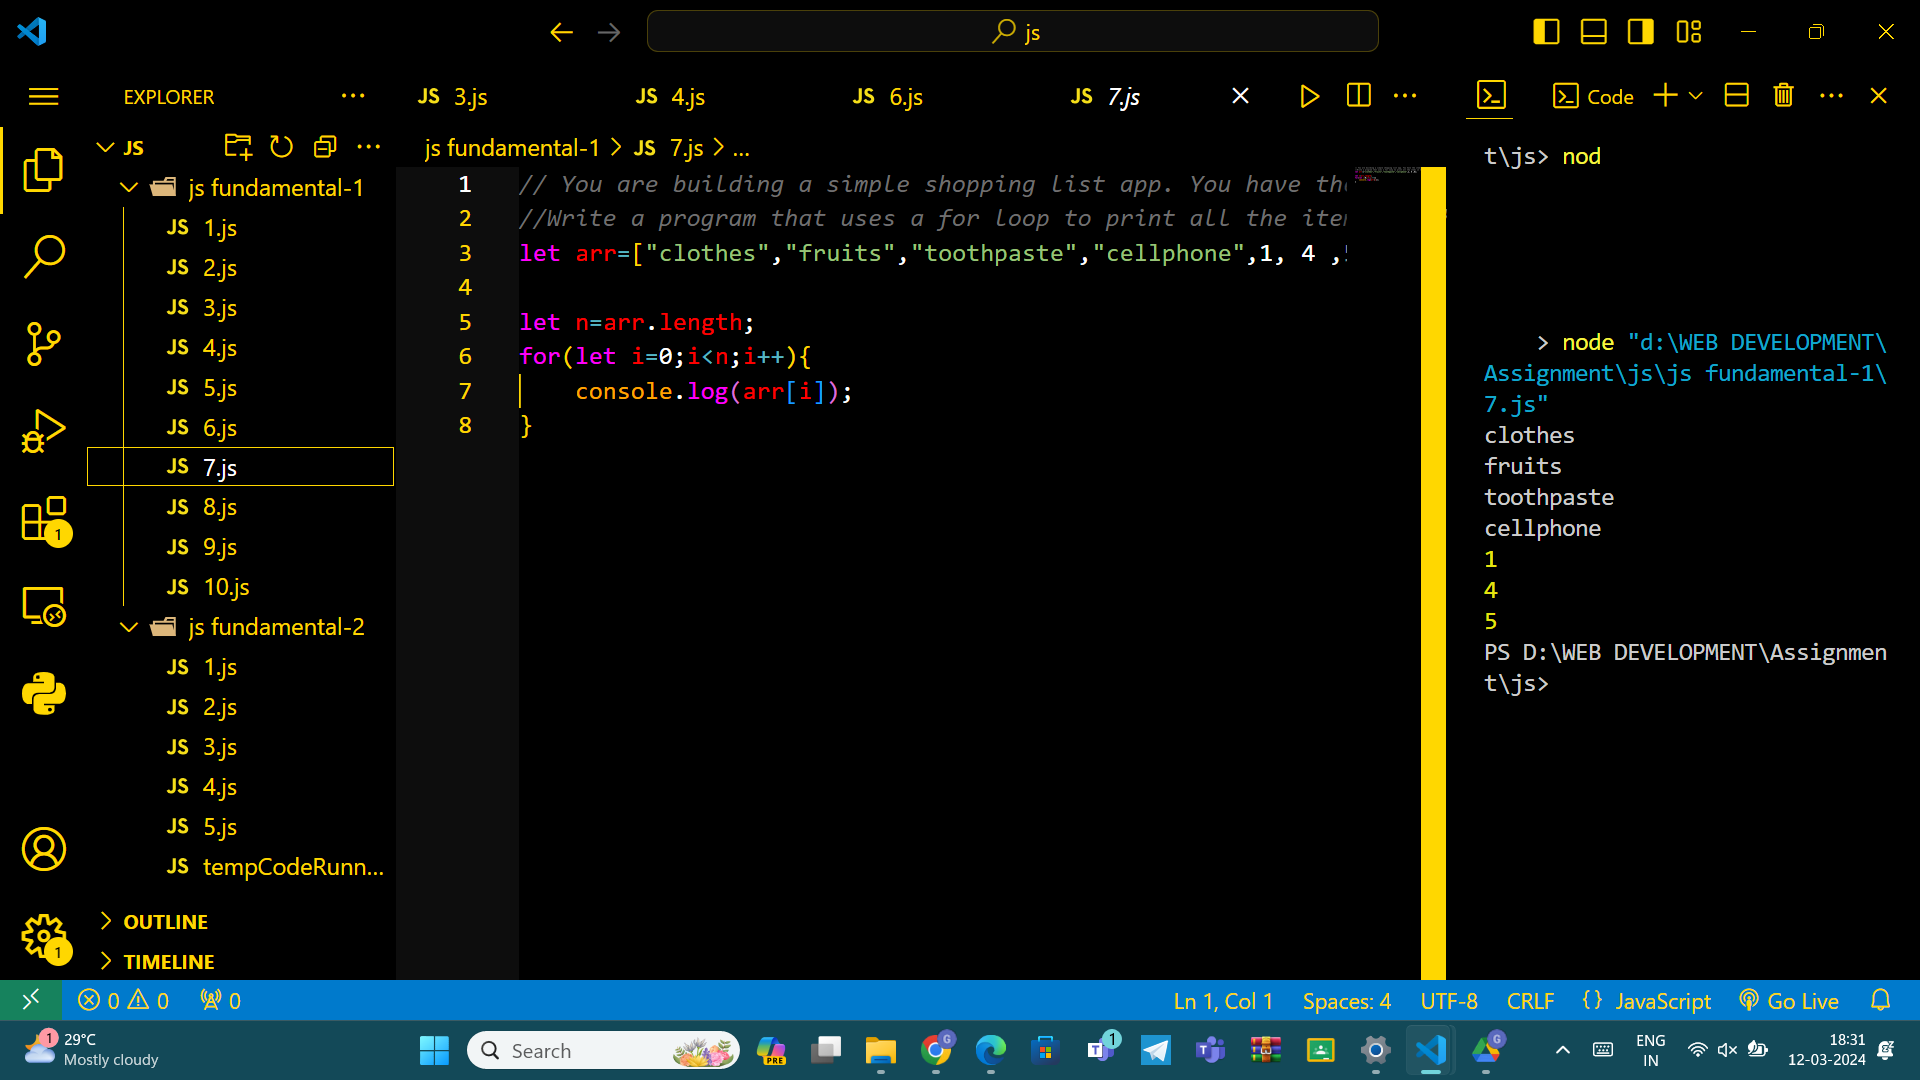 js
EXPLORER
JS 3.js
JS 4.js
JS 6.js
JS 7.js
Code
JS
js fundamental-1
JS 1.js
JS 2.js
JS 3.js
JS 4.js
JS 5.js
JS 6.js
JS 7.js
JS 8.js
JS 9.js
JS 10.js
js fundamental-2
JS 1.js
JS 2.js
JS 3.js
JS 4.js
JS 5.js
JS tempCodeRunn...
OUTLINE
TIMELINE
1
1
js fundamental-1 > JS 7.js > ...
1 // You are building a simple shopping list app. You have
2 //Write a program that uses a for loop to print all the
3 let arr=["clothes","fruits","toothpaste","cellphone",1, 4 ,
4
5 let n=arr.length;
6 for(let i=0;i<n;i++){
7 console.log(arr[i]);
8 }
t\js> nod
> node "d:\WEB DEVELOPMENT\
Assignment\js\js fundamental-1\
7.js"
clothes
fruits
toothpaste
cellphone
1
4
5
PS D:\WEB DEVELOPMENT\Assignmen
t\js>
0 0 0
Ln 1, Col 1 Spaces: 4 UTF-8 CRLF {} JavaScript Go Live
1
29°C
Mostly cloudy
Search
PRE
G
T 1
G
ENG
IN
18:31
12-03-2024